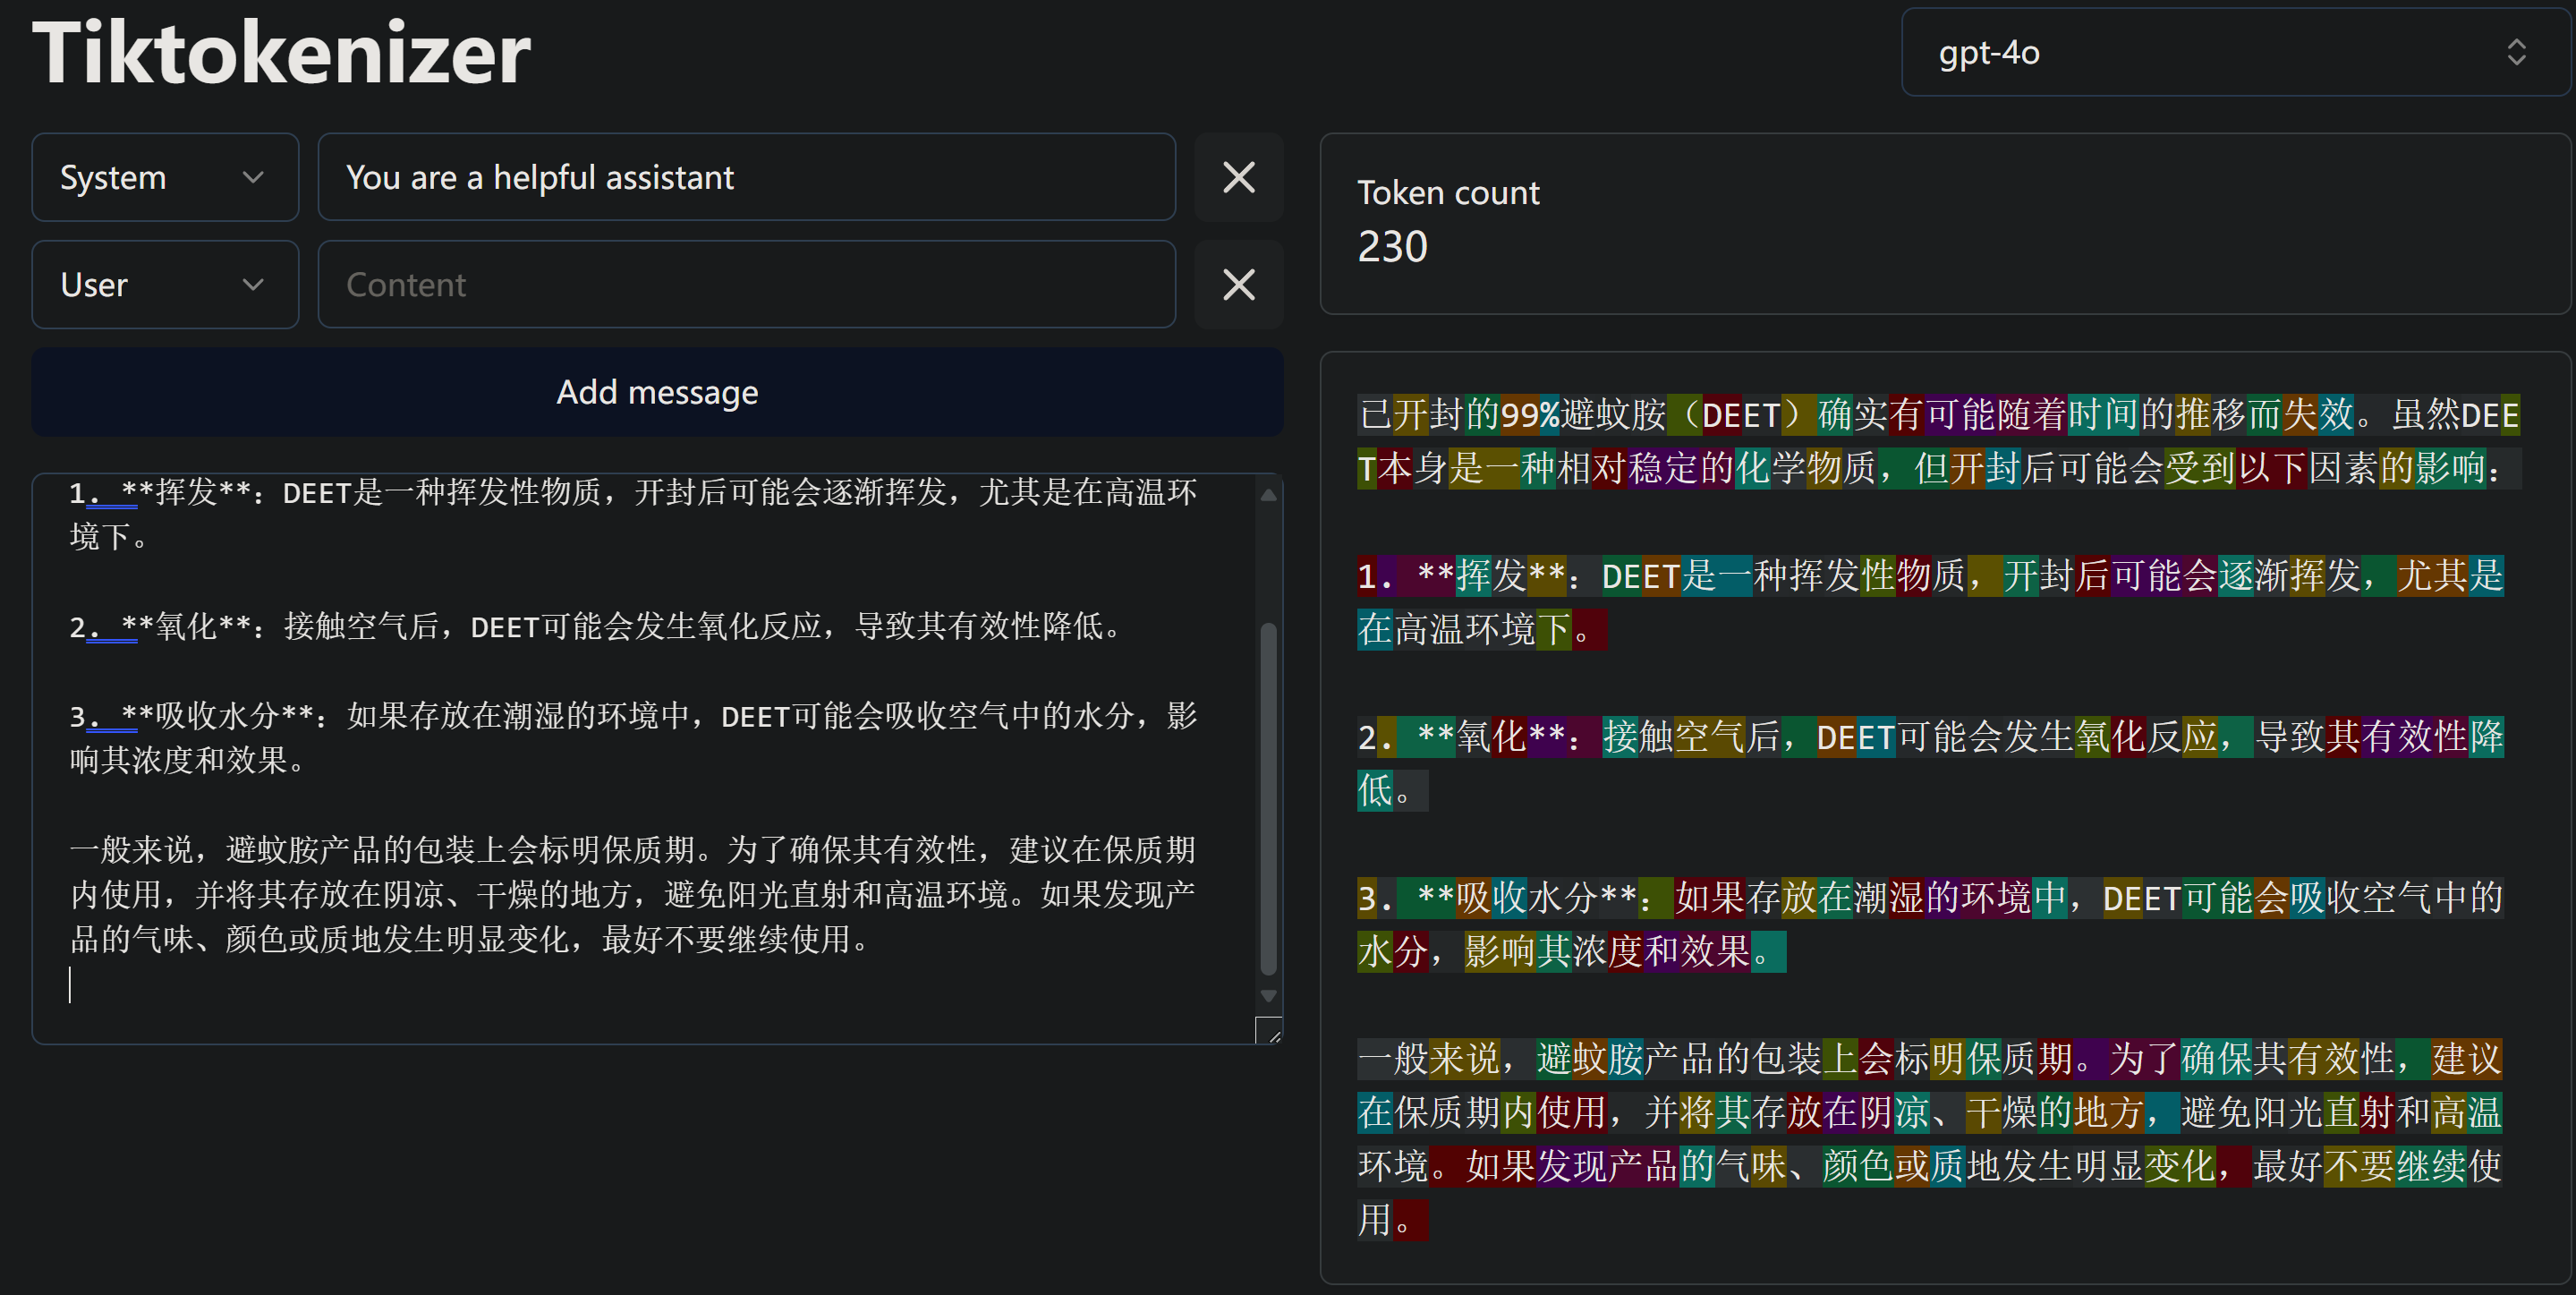 Tiktokenizer
gpt-4o
System
You are a helpful assistant
User
Content
Add message
1. **挥发**：DEET是一种挥发性物质，开封后可能会逐渐挥发，尤其是在高温环
境下。
2. **氧化**：接触空气后，DEET可能会发生氧化反应，导致其有效性降低。
3. **吸收水分**：如果存放在潮湿的环境中，DEET可能会吸收空气中的水分，影
响其浓度和效果。
一般来说，避蚊胺产品的包装上会标明保质期。为了确保其有效性，建议在保质期
内使用，并将其存放在阴凉、干燥的地方，避免阳光直射和高温环境。如果发现产
品的气味、颜色或质地发生明显变化，最好不要继续使用。
Token count
230
已开封的99%避蚊胺（DEET）确实有可能随着时间的推移而失效。虽然DEE
T本身是一种相对稳定的化学物质，但开封后可能会受到以下因素的影响：
1. **挥发**：DEET是一种挥发性物质，开封后可能会逐渐挥发，尤其是
在高温环境下。
2. **氧化**：接触空气后，DEET可能会发生氧化反应，导致其有效性降
低。
3. **吸收水分**：如果存放在潮湿的环境中，DEET可能会吸收空气中的
水分，影响其浓度和效果。
一般来说，避蚊胺产品的包装上会标明保质期。为了确保其有效性，建议
在保质期内使用，并将其存放在阴凉、干燥的地方，避免阳光直射和高温
环境。如果发现产品的气味、颜色或质地发生明显变化，最好不要继续使
用。